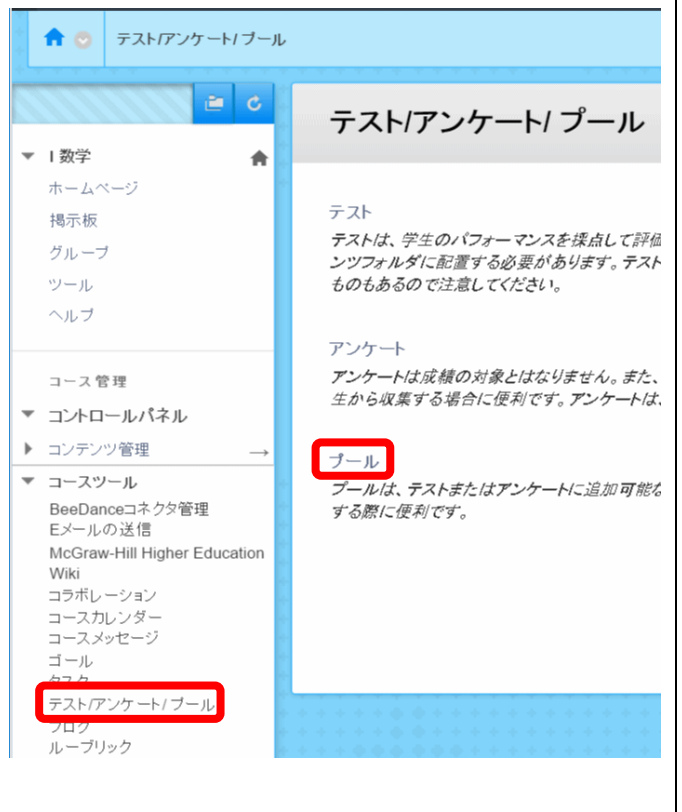 テスト/アンケート/ プール
テスト/アンケート/ プール
I 数学
ホームページ
掲示板
グループ
ツール
ヘルプ
コース管理
コントロールパネル
コンテンツ管理
コースツール
BeeDanceコネクタ管理
Eメールの送信
McGraw-Hill Higher Education
Wiki
コラボレーション
コースカレンダー
コースメッセージ
ゴール
タスク
テスト/アンケート/ プール
ブログ
ルーブリック
テスト
テストは、学生のパフォーマンスを採点して評価
ンツフォルダに配置する必要があります。テスト
ものもあるので注意してください。
アンケート
アンケートは成績の対象とはなりません。また、
生から収集する場合に便利です。アンケートは、
プール
プールは、テストまたはアンケートに追加可能な
する際に便利です。